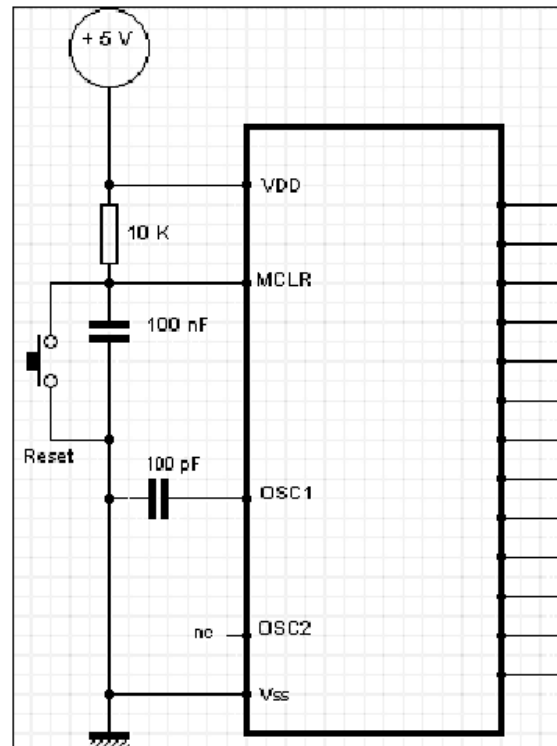 + 5 V
VDD
10 K
MCLR
100 nF
Reset
100 pF
OSC1
nc
OSC2
Vss